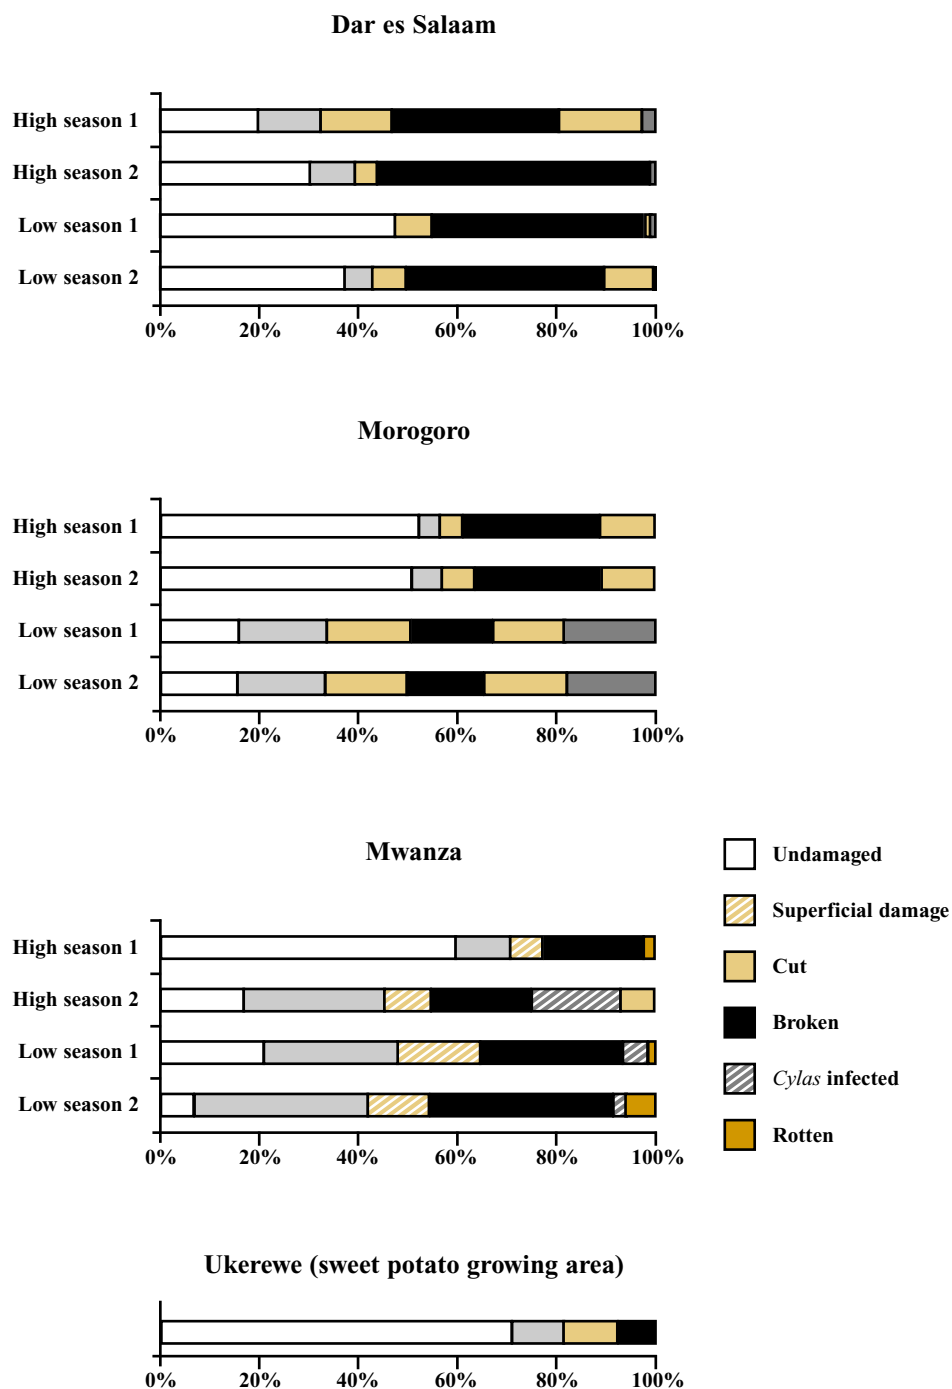 Dar es Salaam
High season 1
High season 2
Low season 1
Low season 2
0% 20% 40% 60% 80% 100%
Morogoro
High season 1
High season 2
Low season 1
Low season 2
0% 20% 40% 60% 80% 100%
Mwanza
High season 1
High season 2
Low season 1
Low season 2
0% 20% 40% 60% 80% 100%
Undamaged
Superficial damage
Cut
Broken
Cylas infected
Rotten
Ukerewe (sweet potato growing area)
0% 20% 40% 60% 80% 100%